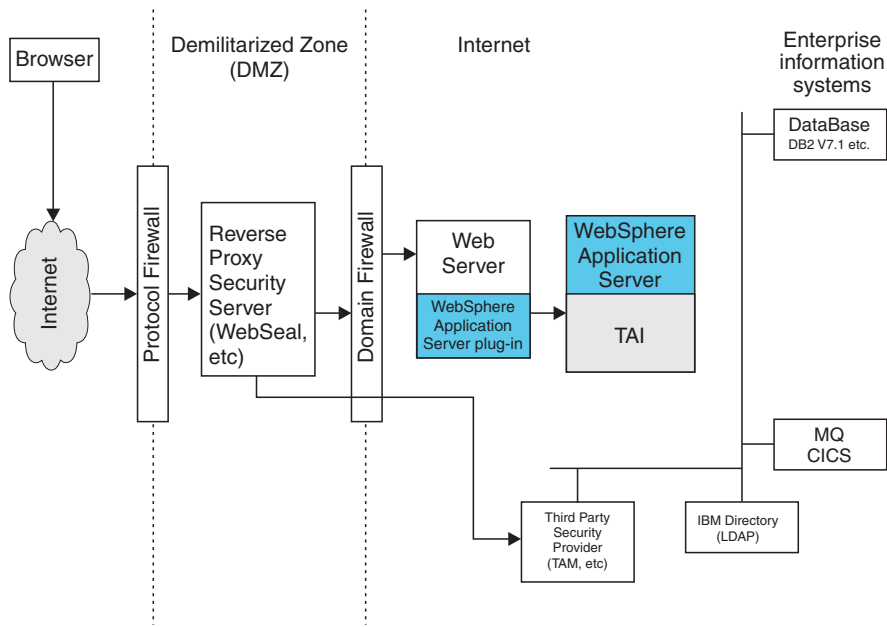 Browser
Demilitarized Zone
(DMZ)
Internet
Enterprise
information
systems
DataBase
DB2 V7.1 etc.
Internet
Protocol Firewall
Reverse
Proxy
Security
Server
(WebSeal,
etc)
Domain Firewall
Web
Server
WebSphere
Application
Server plug-in
WebSphere
Application
Server
TAI
MQ
CICS
Third Party
Security
Provider
(TAM, etc)
IBM Directory
(LDAP)